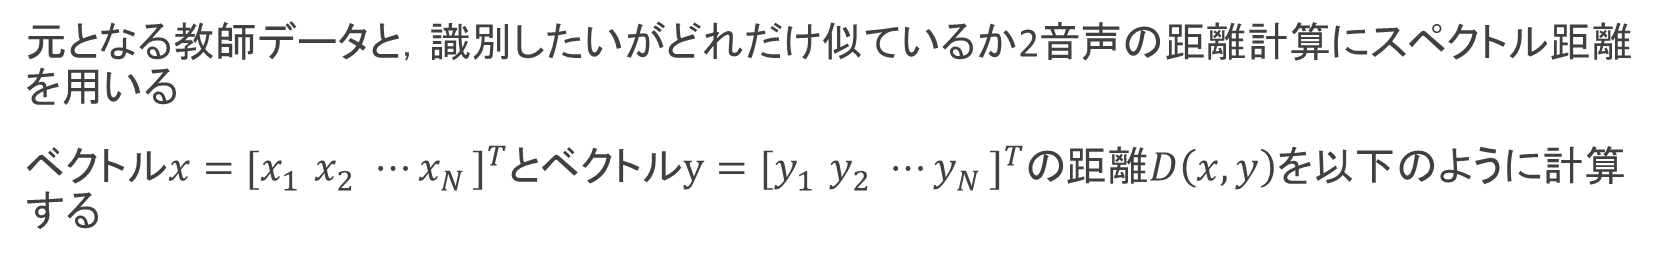 元となる教師データと，識別したいがどれだけ似ているか2音声の距離計算にスペクトル距離
を用いる
ベクトル𝑥 = [𝑥₁ 𝑥₂ ⋯ 𝑥_N ]^Tとベクトルy = [𝑦₁ 𝑦₂ ⋯ 𝑦_N ]^Tの距離𝐷(𝑥, 𝑦)を以下のように計算
する